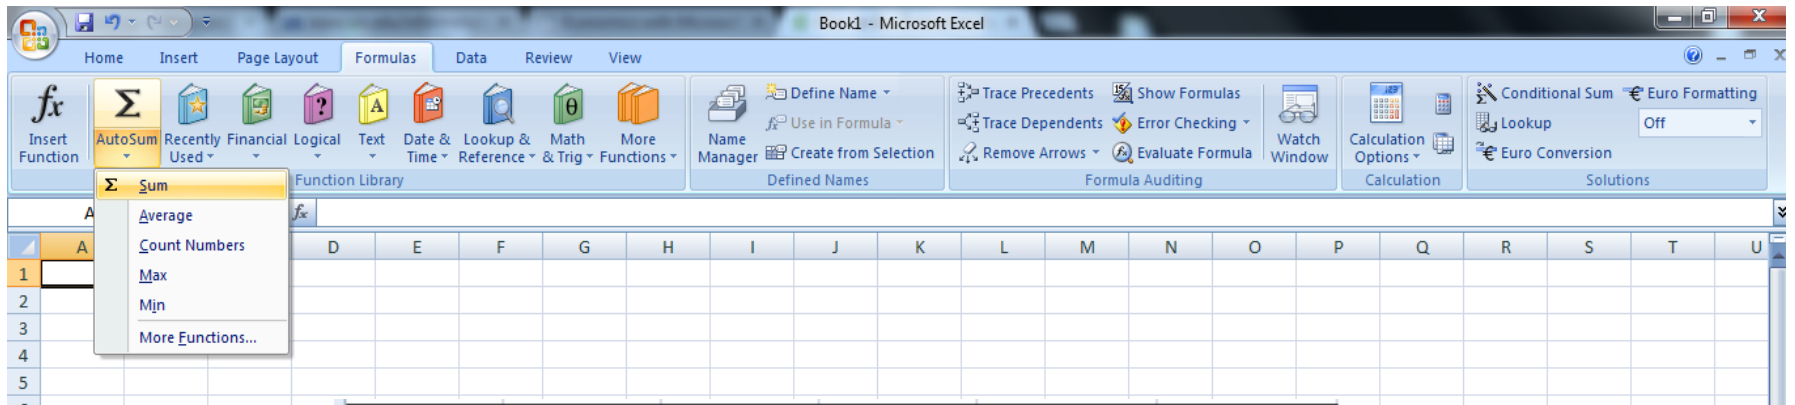 Book1 - Microsoft Excel
Home Insert Page Layout Formulas Data Review View
fx Σ ? A θ
Insert Function
AutoSum
Recently Used
Financial
Logical
Text
Date & Time
Lookup & Reference
Math & Trig
More Functions
Function Library
Name Manager
Define Name
Use in Formula
Create from Selection
Defined Names
Trace Precedents
Trace Dependents
Remove Arrows
Show Formulas
Error Checking
Evaluate Formula
Watch Window
Formula Auditing
Calculation Options
Calculation
Conditional Sum
Lookup
Euro Conversion
Euro Formatting
Off
Solutions
Σ Sum
Average
Count Numbers
Max
Min
More Functions...
A fx
A D E F G H I J K L M N O P Q R S T U
1
2
3
4
5